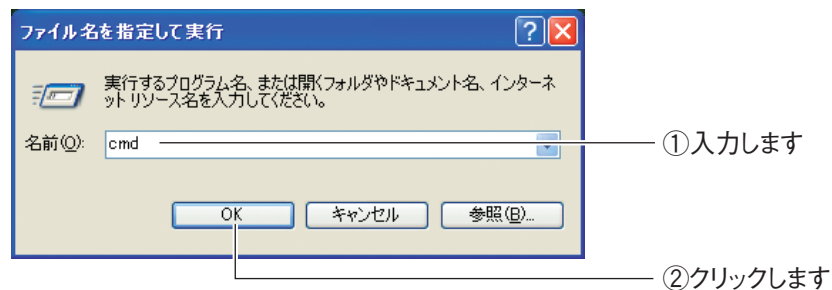 ファイル名を指定して実行
実行するプログラム名、または開くフォルダやドキュメント名、インターネ
ット リソース名を入力してください。
名前(O):
cmd
①入力します
OK
キャンセル
参照(B)...
②クリックします